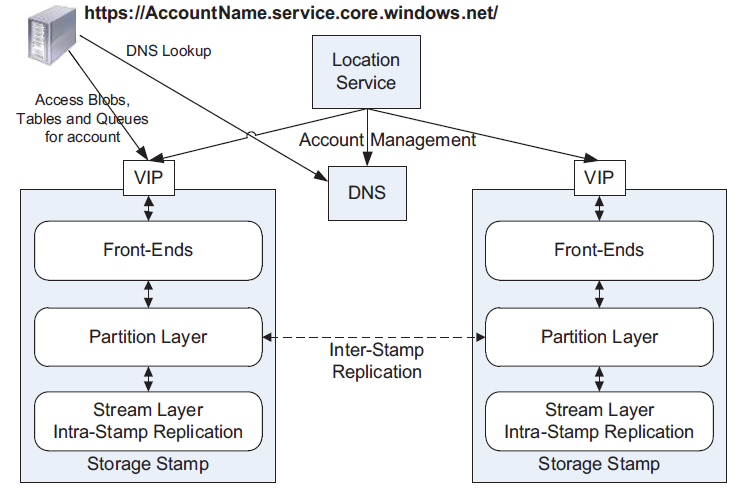 https://AccountName.service.core.windows.net/
DNS Lookup
Location
Service
Access Blobs,
Tables and Queues
for account
Account Management
VIP
DNS
VIP
Front-Ends
Front-Ends
Partition Layer
Inter-Stamp
Replication
Partition Layer
Stream Layer
Intra-Stamp Replication
Stream Layer
Intra-Stamp Replication
Storage Stamp
Storage Stamp